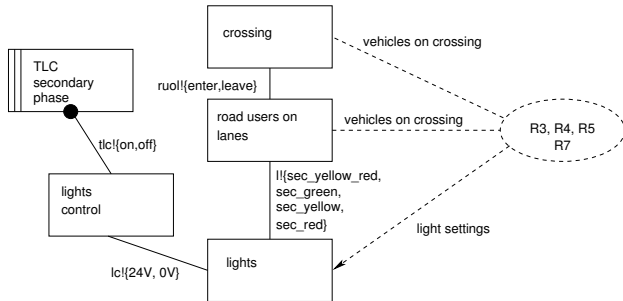 crossing
vehicles on crossing
TLC
secondary
phase
ruol!{enter,leave}
road users on
lanes
vehicles on crossing
R3, R4, R5
R7
tlc!{on,off}
l!{sec_yellow_red,
sec_green,
sec_yellow,
sec_red}
lights
control
light settings
lc!{24V, 0V}
lights